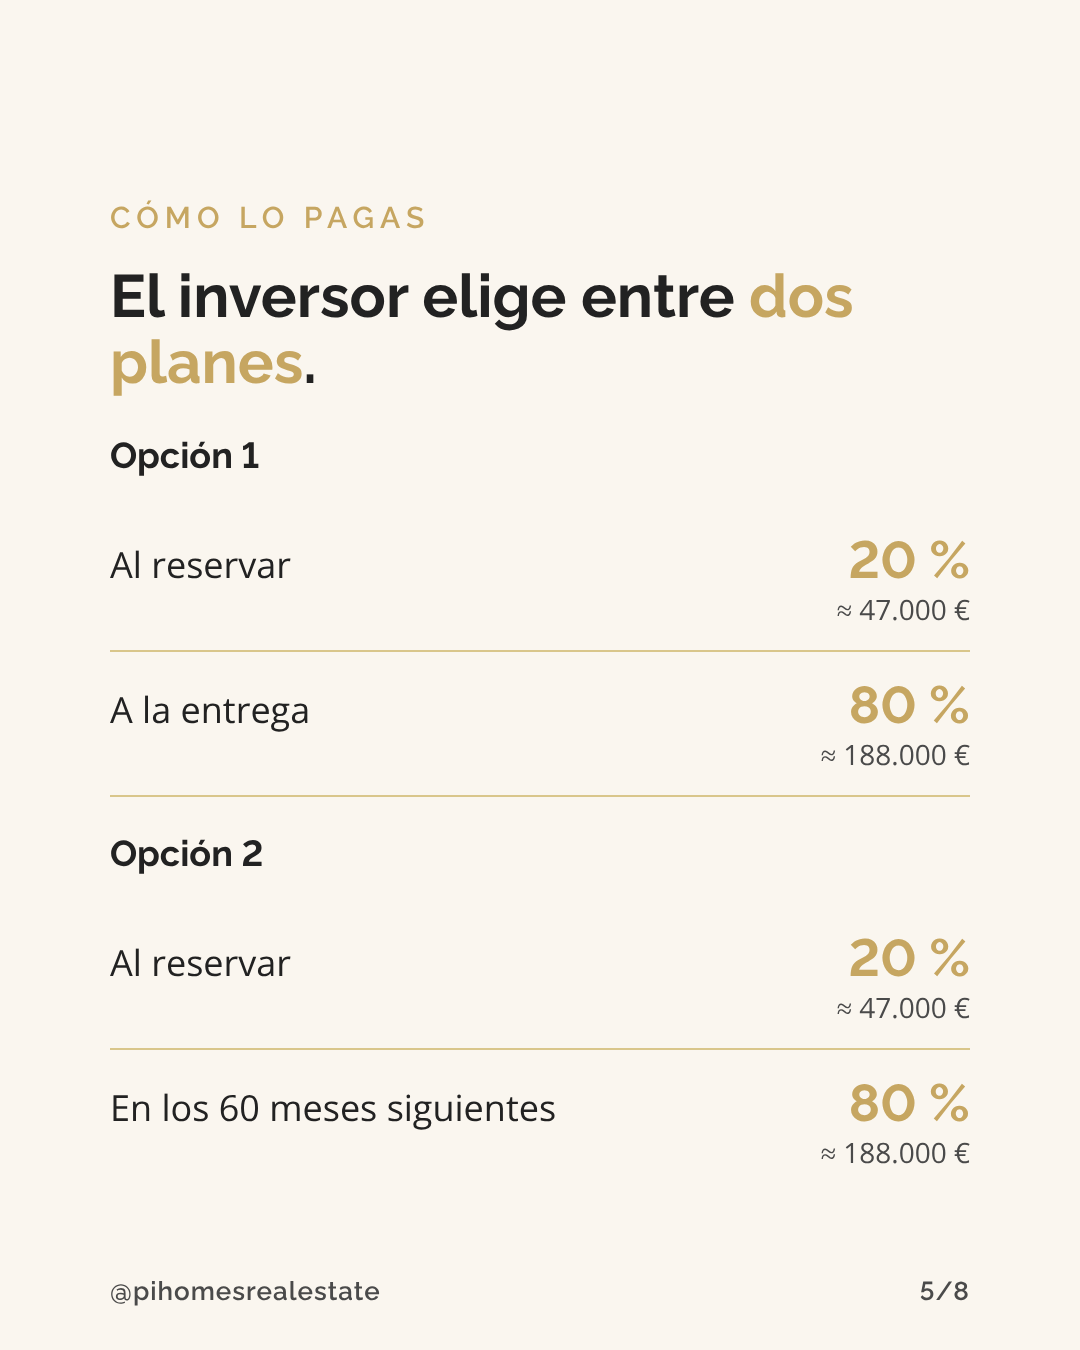 CÓMO LO PAGAS
El inversor elige entre dos
planes.
Opción 1
Al reservar
20 %
≈ 47.000 €
A la entrega
80 %
≈ 188.000 €
Opción 2
Al reservar
20 %
≈ 47.000 €
En los 60 meses siguientes
80 %
≈ 188.000 €
@pihomesrealestate
5/8